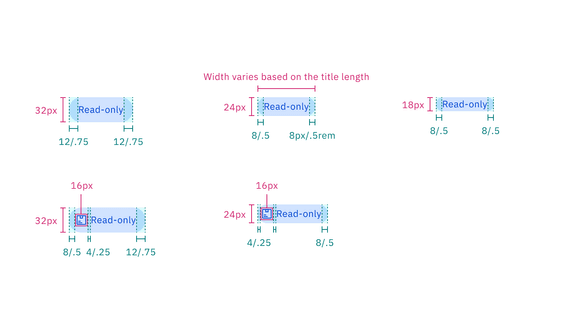 Width varies based on the title length
32px
Read-only
12/.75
12/.75
24px
Read-only
8/.5
8px/.5rem
18px
Read-only
8/.5
8/.5
16px
32px
Read-only
8/.5
4/.25
12/.75
16px
24px
Read-only
4/.25
8/.5